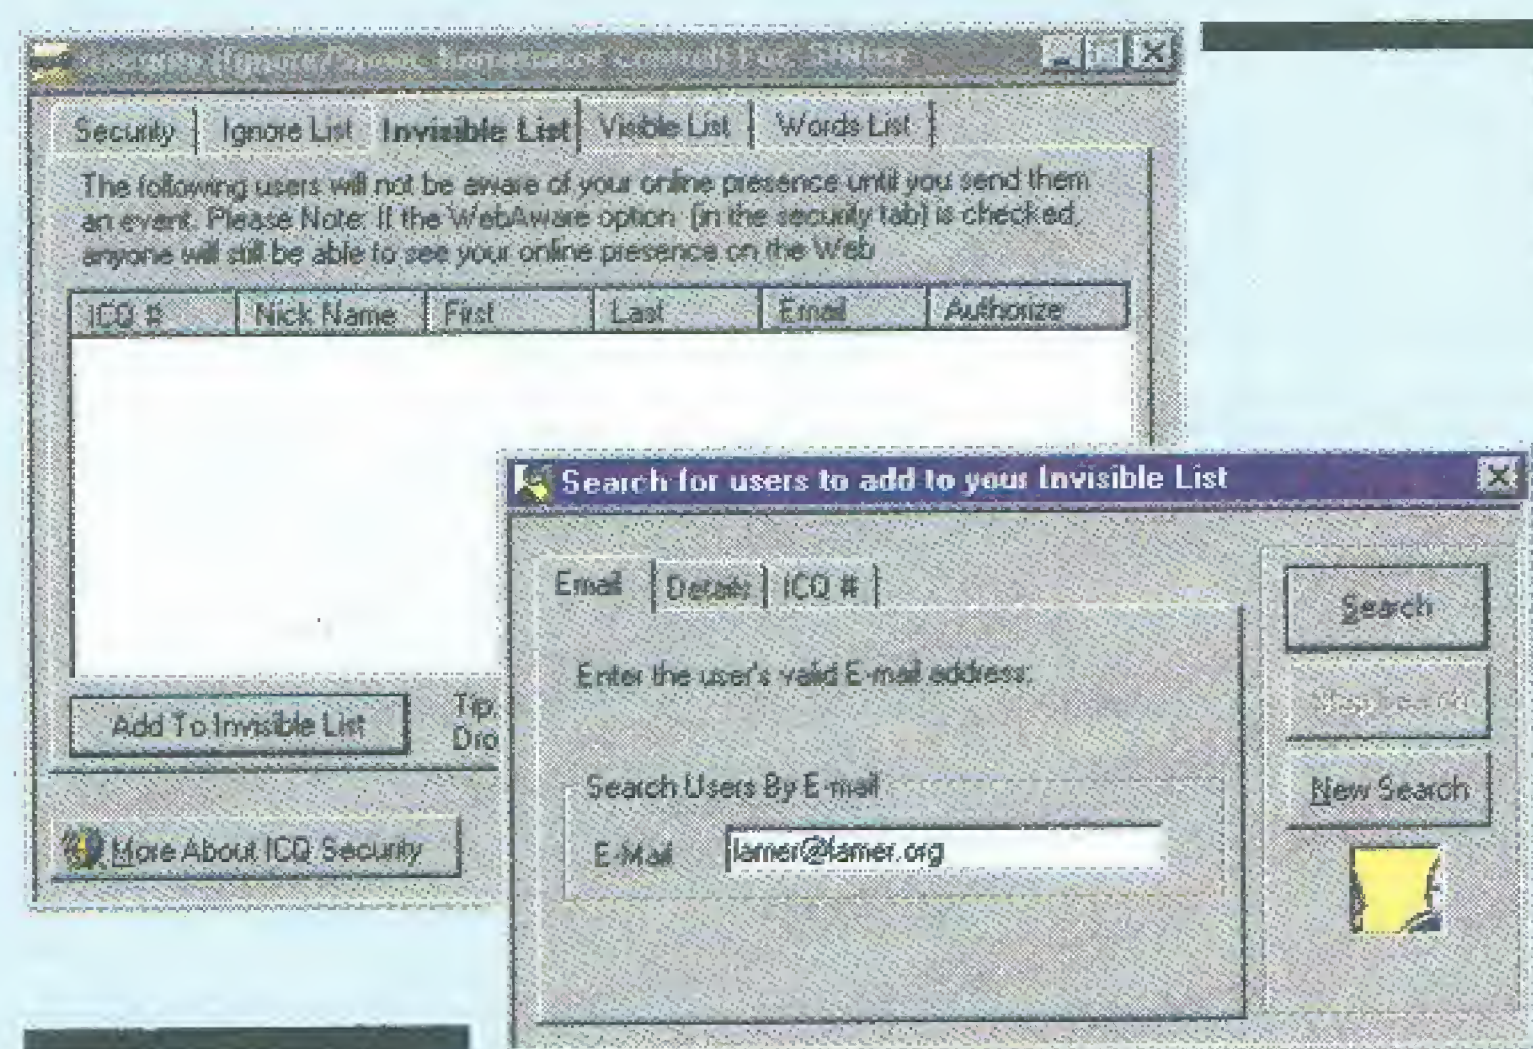 Security Ignore List Invisible List Visible List Words List
The following users will not be aware of your online presence until you send them
an event. Please Note: If the WebAware option (in the security tab) is checked,
anyone will still be able to see your online presence on the Web
ICQ # Nick Name First Last Email Authorize
Add To Invisible List
Tip.
Dro
More About ICQ Security
Search for users to add to your Invisible List
Email Details ICQ #
Enter the user's valid E-mail address:
Search Users By E-mail
E-Mail lamer@lamer.org
Search
Stop Search
New Search